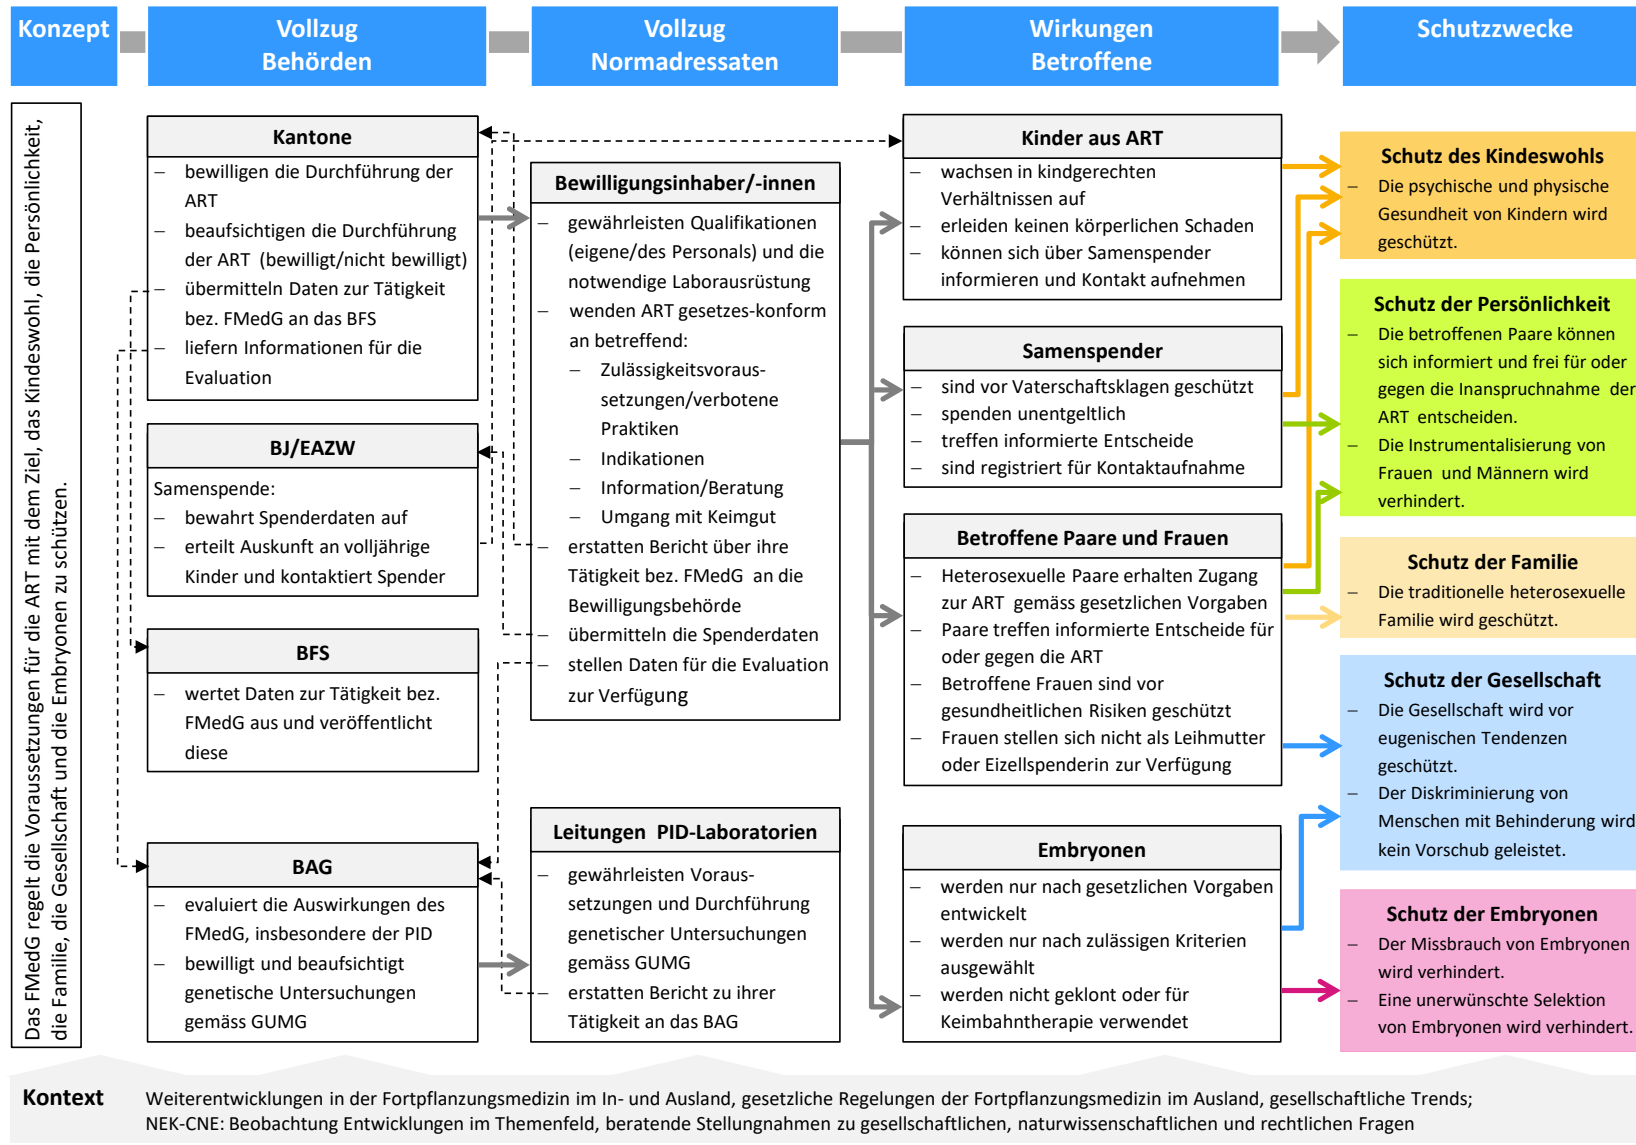 Konzept
Vollzug
Behörden
Vollzug
Normadressaten
Wirkungen
Betroffene
Schutzzwecke
Das FMedG regelt die Voraussetzungen für die ART mit dem Ziel, das Kindeswohl, die Persönlichkeit,
die Familie, die Gesellschaft und die Embryonen zu schützen.
Kantone
– bewilligen die Durchführung der
ART
– beaufsichtigen die Durchführung
der ART (bewilligt/nicht bewilligt)
– übermitteln Daten zur Tätigkeit
bez. FMedG an das BFS
– liefern Informationen für die
Evaluation
BJ/EAZW
Samenspende:
– bewahrt Spenderdaten auf
– erteilt Auskunft an volljährige
Kinder und kontaktiert Spender
BFS
– wertet Daten zur Tätigkeit bez.
FMedG aus und veröffentlicht
diese
BAG
– evaluiert die Auswirkungen des
FMedG, insbesondere der PID
– bewilligt und beaufsichtigt
genetische Untersuchungen
gemäss GUMG
Bewilligungsinhaber/-innen
– gewährleisten Qualifikationen
(eigene/des Personals) und die
notwendige Laborausrüstung
– wenden ART gesetzes-konform
an betreffend:
– Zulässigkeitsvoraus-
setzungen/verbotene
Praktiken
– Indikationen
– Information/Beratung
– Umgang mit Keimgut
– erstatten Bericht über ihre
Tätigkeit bez. FMedG an die
Bewilligungsbehörde
– übermitteln die Spenderdaten
– stellen Daten für die Evaluation
zur Verfügung
Leitungen PID-Laboratorien
– gewährleisten Voraus-
setzungen und Durchführung
genetischer Untersuchungen
gemäss GUMG
– erstatten Bericht zu ihrer
Tätigkeit an das BAG
Kinder aus ART
– wachsen in kindgerechten
Verhältnissen auf
– erleiden keinen körperlichen Schaden
– können sich über Samenspender
informieren und Kontakt aufnehmen
Samenspender
– sind vor Vaterschaftsklagen geschützt
– spenden unentgeltlich
– treffen informierte Entscheide
– sind registriert für Kontaktaufnahme
Betroffene Paare und Frauen
– Heterosexuelle Paare erhalten Zugang
zur ART gemäss gesetzlichen Vorgaben
– Paare treffen informierte Entscheide für
oder gegen die ART
– Betroffene Frauen sind vor
gesundheitlichen Risiken geschützt
– Frauen stellen sich nicht als Leihmutter
oder Eizellspenderin zur Verfügung
Embryonen
– werden nur nach gesetzlichen Vorgaben
entwickelt
– werden nur nach zulässigen Kriterien
ausgewählt
– werden nicht geklont oder für
Keimbahntherapie verwendet
Schutz des Kindeswohls
– Die psychische und physische
Gesundheit von Kindern wird
geschützt.
Schutz der Persönlichkeit
– Die betroffenen Paare können
sich informiert und frei für oder
gegen die Inanspruchnahme der
ART entscheiden.
– Die Instrumentalisierung von
Frauen und Männern wird
verhindert.
Schutz der Familie
– Die traditionelle heterosexuelle
Familie wird geschützt.
Schutz der Gesellschaft
– Die Gesellschaft wird vor
eugenischen Tendenzen
geschützt.
– Der Diskriminierung von
Menschen mit Behinderung wird
kein Vorschub geleistet.
Schutz der Embryonen
– Der Missbrauch von Embryonen
wird verhindert.
– Eine unerwünschte Selektion
von Embryonen wird verhindert.
Kontext
Weiterentwicklungen in der Fortpflanzungsmedizin im In- und Ausland, gesetzliche Regelungen der Fortpflanzungsmedizin im Ausland, gesellschaftliche Trends;
NEK-CNE: Beobachtung Entwicklungen im Themenfeld, beratende Stellungnahmen zu gesellschaftlichen, naturwissenschaftlichen und rechtlichen Fragen